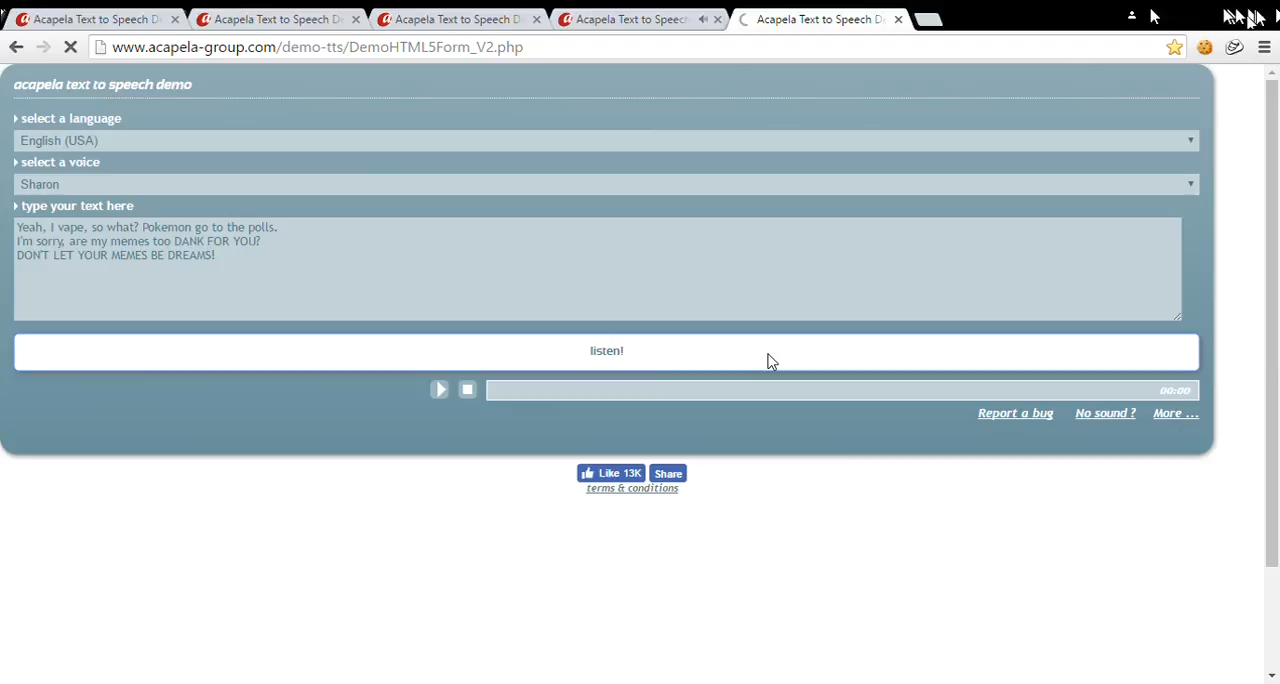 Acapela Text to Speech D
Acapela Text to Speech D
Acapela Text to Speech D
Acapela Text to Speech
Acapela Text to Speech D
www.acapela-group.com/demo-tts/DemoHTML5Form_V2.php
acapela text to speech demo
select a language
English (USA)
select a voice
Sharon
type your text here
Yeah, I vape, so what? Pokemon go to the polls.
I'm sorry, are my memes too DANK FOR YOU?
DON'T LET YOUR MEMES BE DREAMS!
listen!
00:00
Report a bug No sound ? More ...
Like 13K Share
terms & conditions